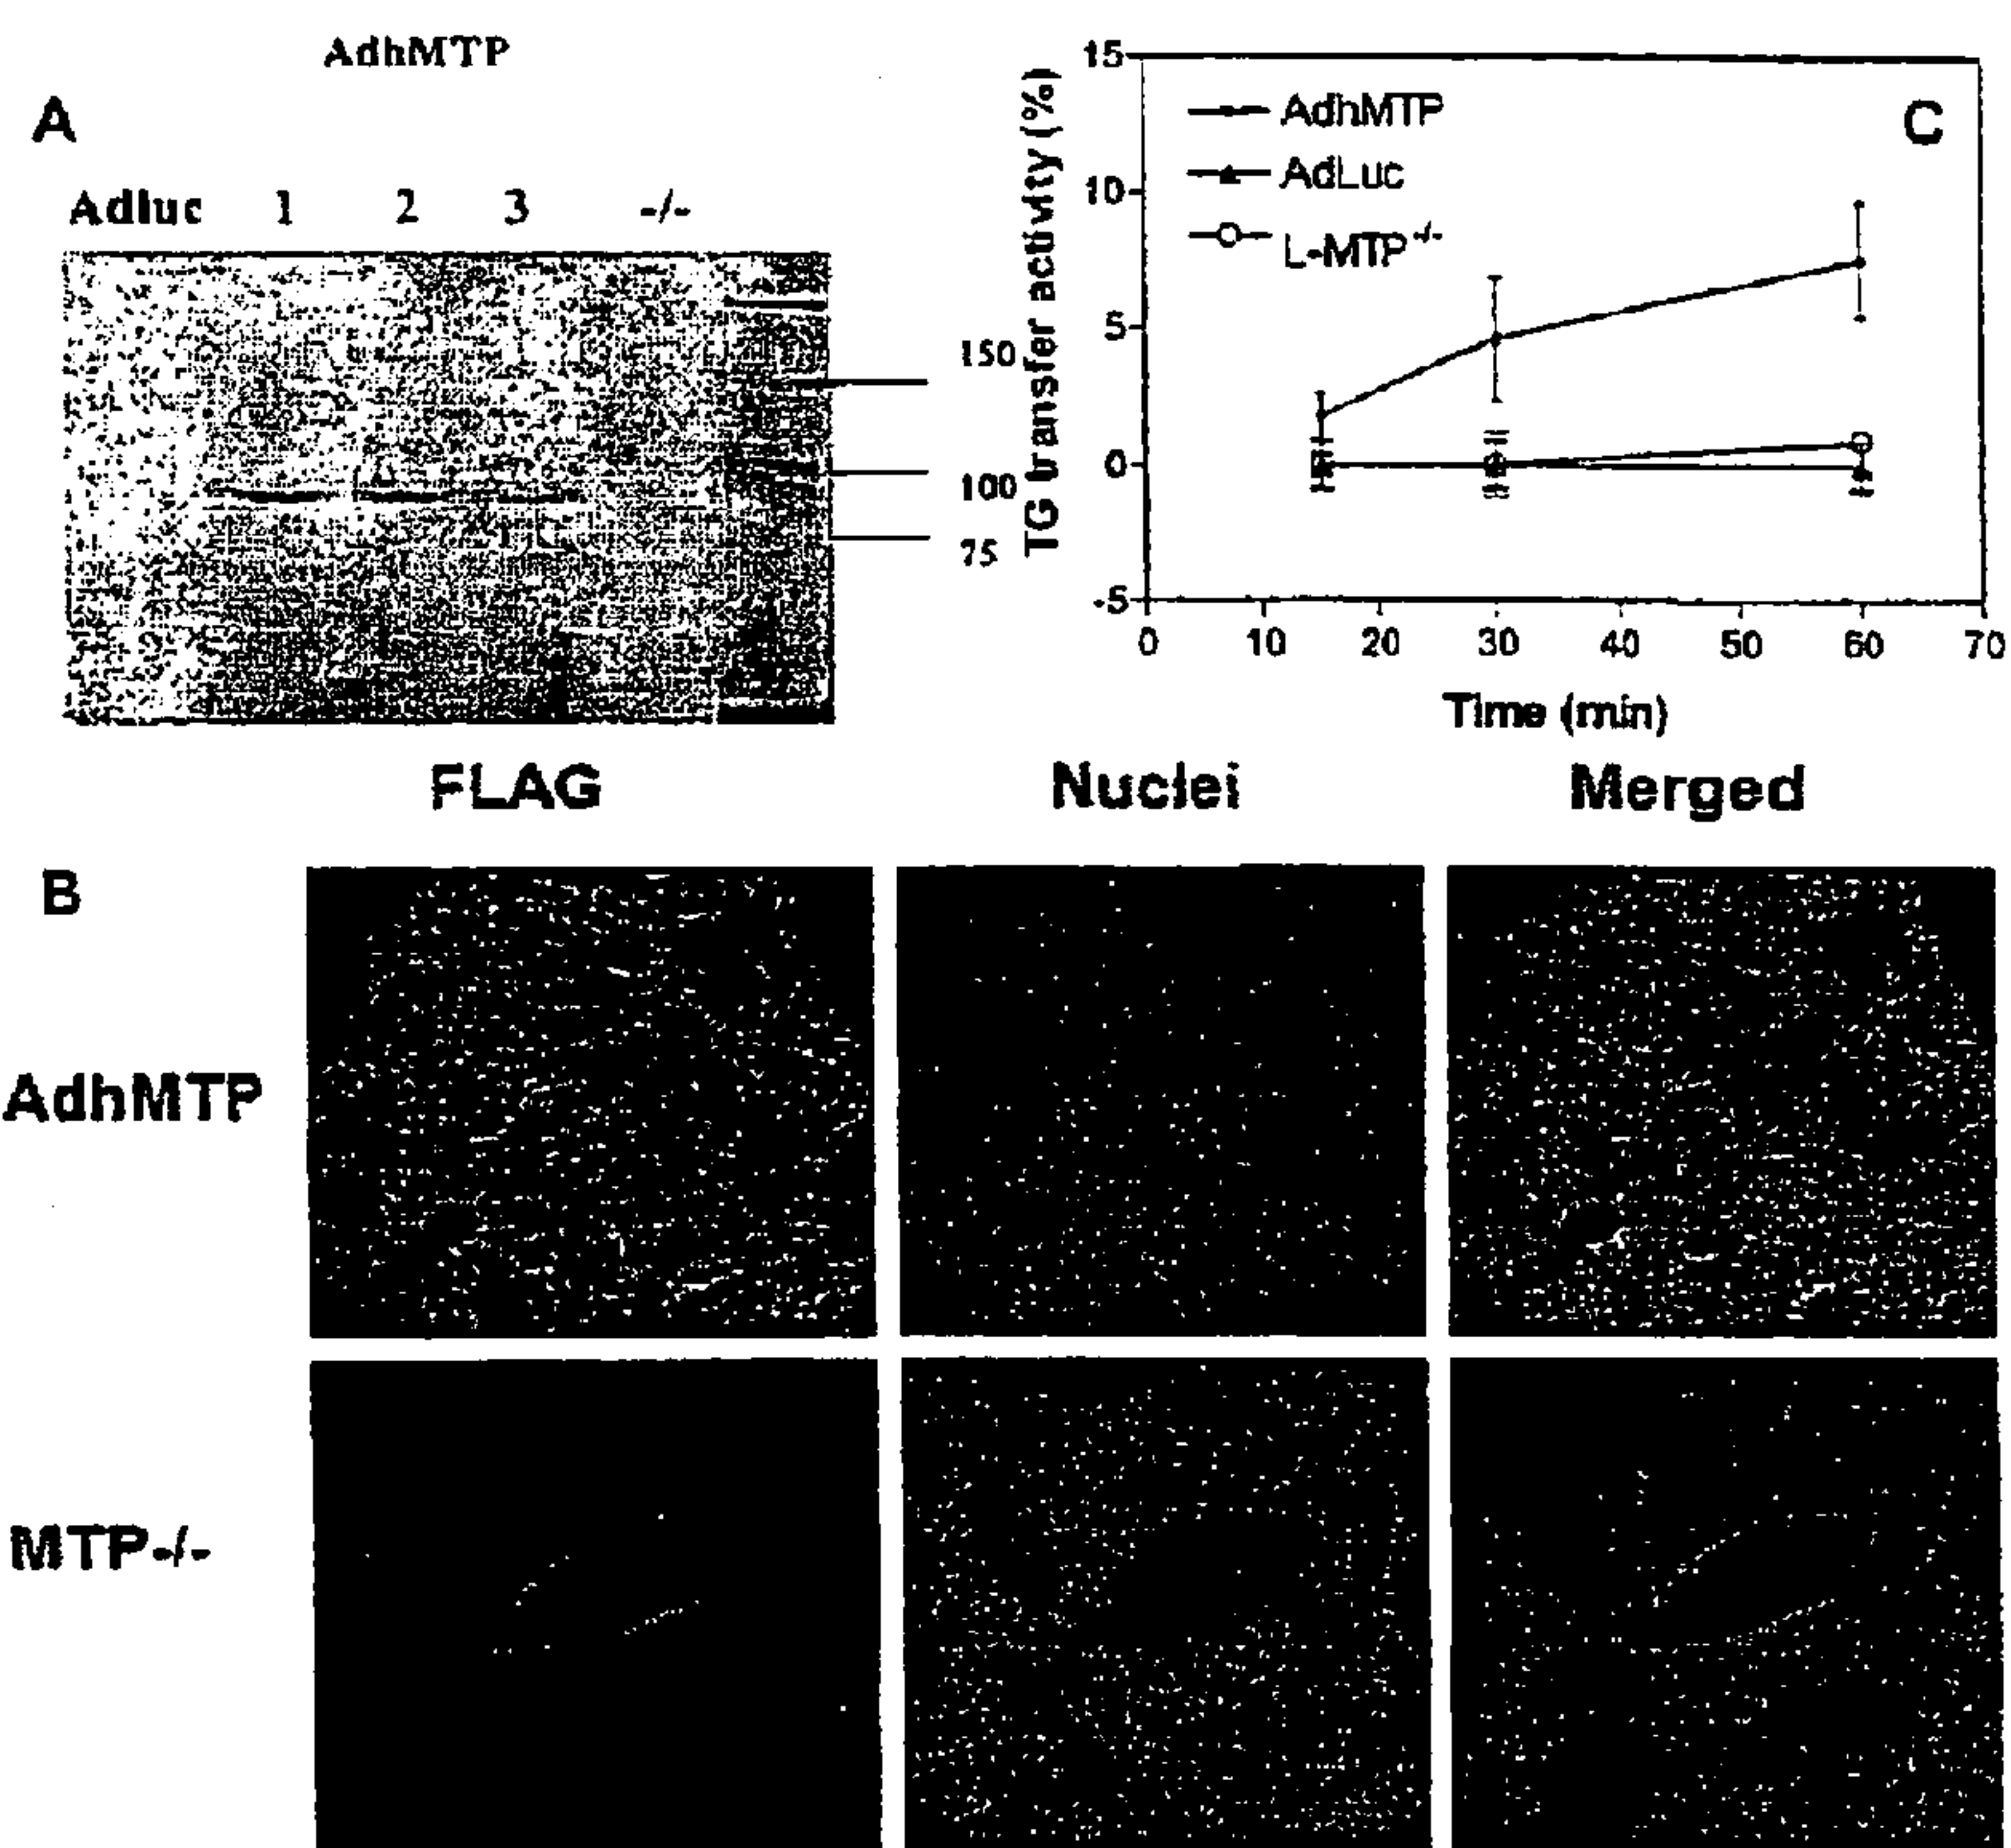 AdhMTP
A
Adluc 1 2 3 -/-
150
100
75
C
AdhMTP
AdLuc
L-MTP-/-
TG transfer activity (%)
15
10
5
0
-5
0 10 20 30 40 50 60 70
Time (min)
FLAG Nuclei Merged
B
AdhMTP
MTP-/-